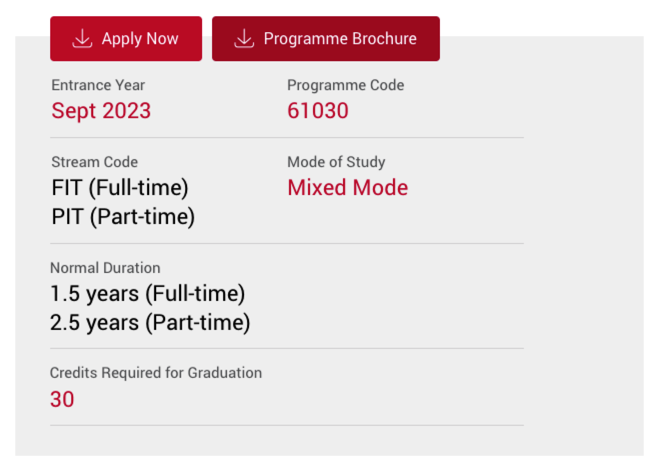 Apply Now
Programme Brochure
Entrance Year
Programme Code
Sept 2023
61030
Stream Code
Mode of Study
FIT (Full-time)
Mixed Mode
PIT (Part-time)
Normal Duration
1.5 years (Full-time)
2.5 years (Part-time)
Credits Required for Graduation
30